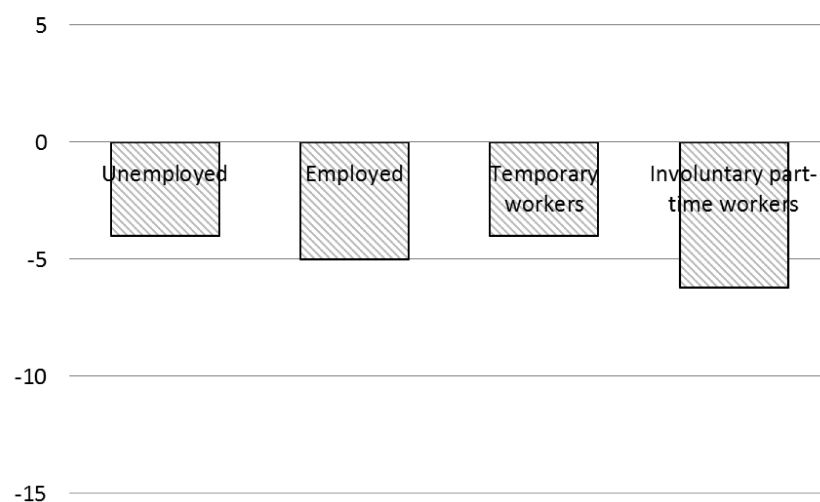 5
0
Unemployed
Employed
Temporary
workers
Involuntary part-
time workers
-5
-10
-15